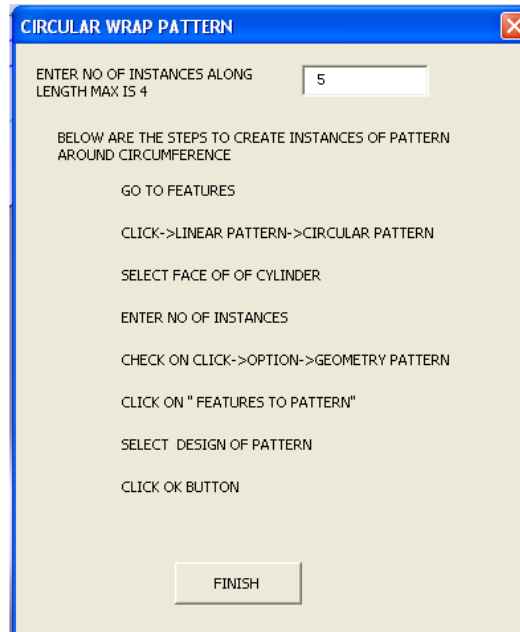 CIRCULAR WRAP PATTERN
ENTER NO OF INSTANCES ALONG
LENGTH MAX IS 4
5
BELOW ARE THE STEPS TO CREATE INSTANCES OF PATTERN
AROUND CIRCUMFERENCE
GO TO FEATURES
CLICK->LINEAR PATTERN->CIRCULAR PATTERN
SELECT FACE OF OF CYLINDER
ENTER NO OF INSTANCES
CHECK ON CLICK->OPTION->GEOMETRY PATTERN
CLICK ON " FEATURES TO PATTERN"
SELECT  DESIGN OF PATTERN
CLICK OK BUTTON
FINISH